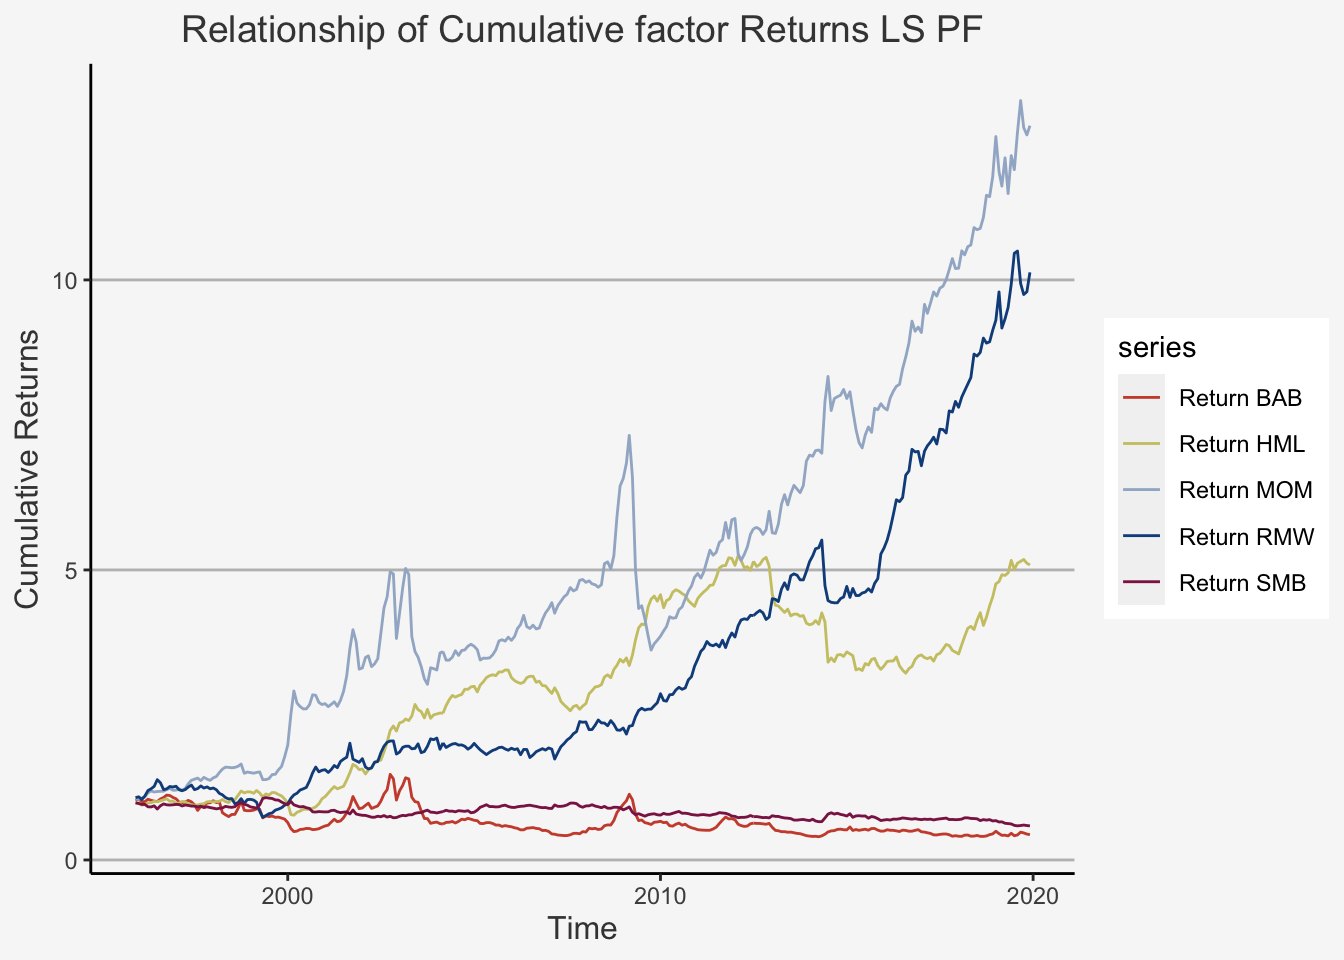 Relationship of Cumulative factor Returns LS PF
Cumulative Returns
10
5
0
2000
2010
2020
Time
series
Return BAB
Return HML
Return MOM
Return RMW
Return SMB